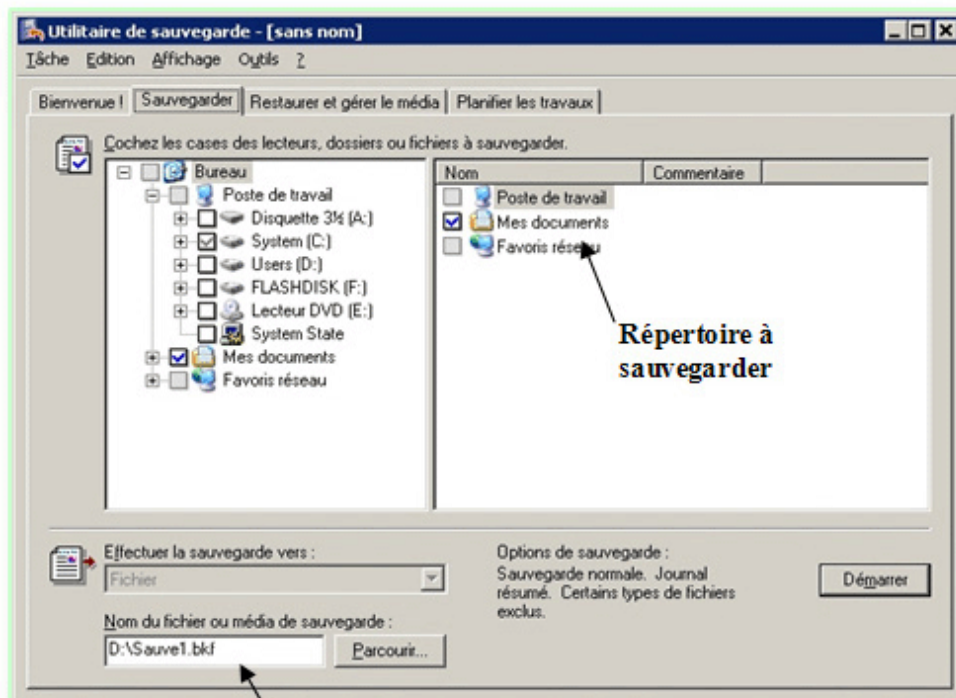 Utilitaire de sauvegarde - [sans nom]
Tâche Edition Affichage Outils ?
Bienvenue ! Sauvegarder Restaurer et gérer le média Planifier les travaux
Cochez les cases des lecteurs, dossiers ou fichiers à sauvegarder.
Bureau
Poste de travail
Disquette 3½ (A:)
System (C:)
Users (D:)
FLASHDISK (F:)
Lecteur DVD (E:)
System State
Mes documents
Favoris réseau
Nom Commentaire
Poste de travail
Mes documents
Favoris réseau
Répertoire à
sauvegarder
Effectuer la sauvegarde vers :
Fichier
Nom du fichier ou média de sauvegarde :
D:\Sauve1.bkf Parcourir...
Options de sauvegarde :
Sauvegarde normale. Journal
résumé. Certains types de fichiers
exclus.
Démarrer